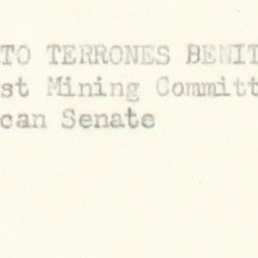 TO TERRONES BENIT
st Mining Committ
can Senate